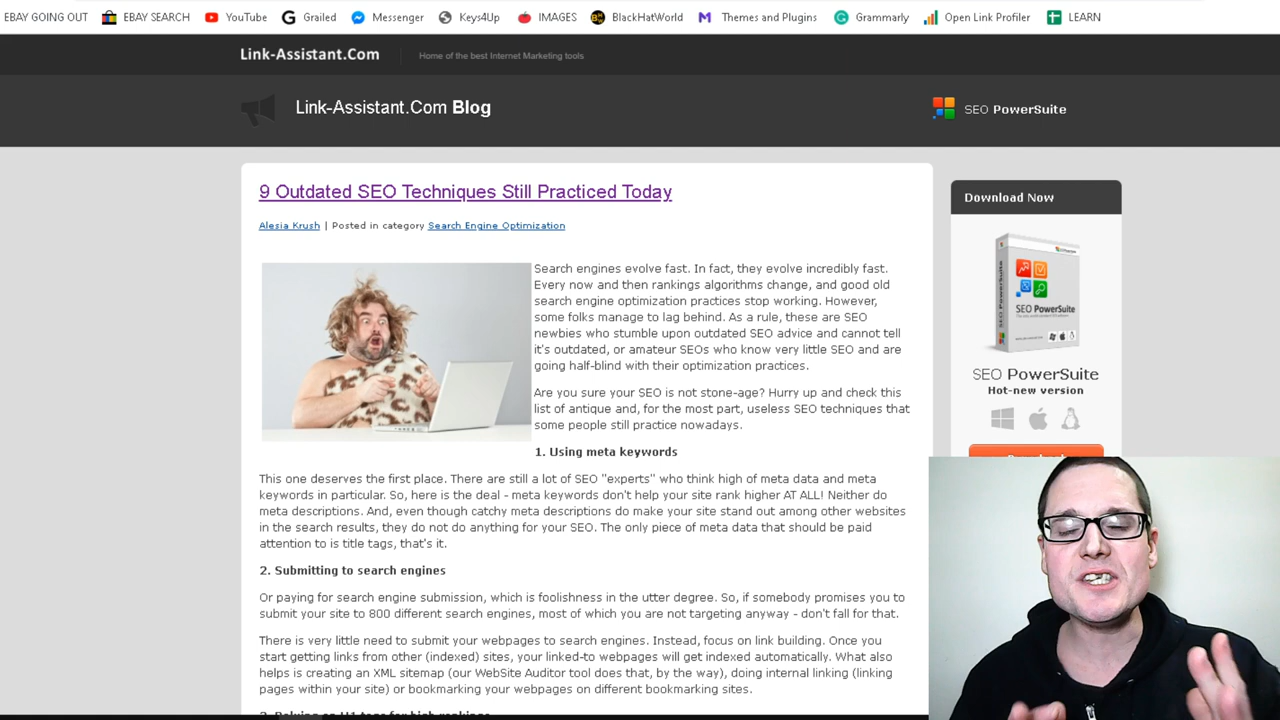 EBAY GOING OUT EBAY SEARCH YouTube Grailed Messenger Keys4Up IMAGES BlackHatWorld Themes and Plugins Grammarly Open Link Profiler LEARN
Link-Assistant.Com Home of the best Internet Marketing tools
Link-Assistant.Com Blog
SEO PowerSuite
9 Outdated SEO Techniques Still Practiced Today
Alesia Krush | Posted in category Search Engine Optimization
Search engines evolve fast. In fact, they evolve incredibly fast.
Every now and then rankings algorithms change, and good old
search engine optimization practices stop working. However,
some folks manage to lag behind. As a rule, these are SEO
newbies who stumble upon outdated SEO advice and cannot tell
it's outdated, or amateur SEOs who know very little SEO and are
going half-blind with their optimization practices.
Are you sure your SEO is not stone-age? Hurry up and check this
list of antique and, for the most part, useless SEO techniques that
some people still practice nowadays.
1. Using meta keywords
This one deserves the first place. There are still a lot of SEO "experts" who think high of meta data and meta
keywords in particular. So, here is the deal - meta keywords don't help your site rank higher AT ALL! Neither do
meta descriptions. And, even though catchy meta descriptions do make your site stand out among other websites
in the search results, they do not do anything for your SEO. The only piece of meta data that should be paid
attention to is title tags, that's it.
2. Submitting to search engines
Or paying for search engine submission, which is foolishness in the utter degree. So, if somebody promises you to
submit your site to 800 different search engines, most of which you are not targeting anyway - don't fall for that.
There is very little need to submit your webpages to search engines. Instead, focus on link building. Once you
start getting links from other (indexed) sites, your linked-to webpages will get indexed automatically. What also
helps is creating an XML sitemap (our WebSite Auditor tool does that, by the way), doing internal linking (linking
pages within your site) or bookmarking your webpages on different bookmarking sites.
3. Relying on H1 tags for high rankings
Download Now
SEO PowerSuite
SEO PowerSuite
SEO PowerSuite
Hot-new version